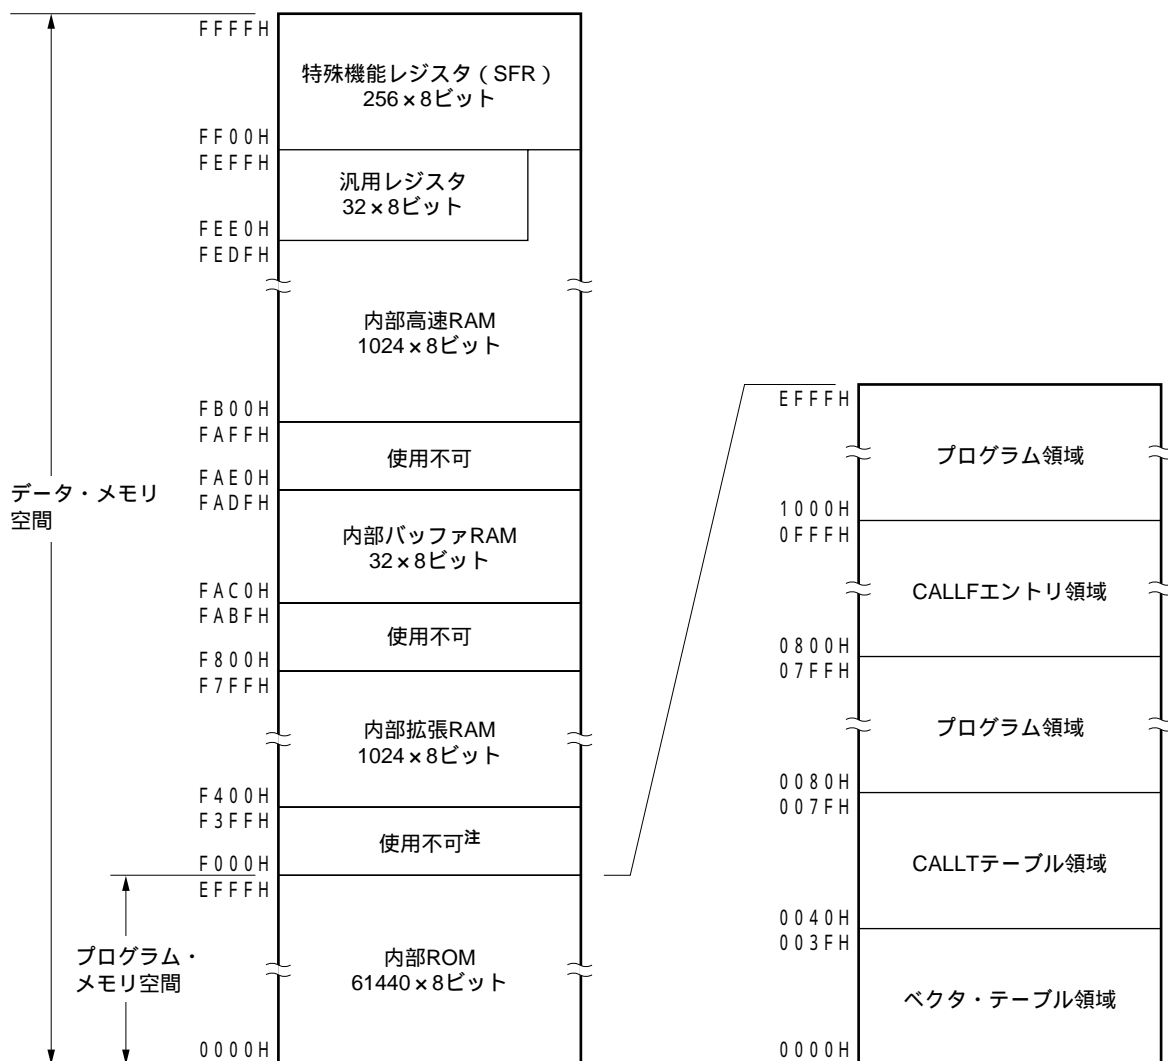 FFFFH
特殊機能レジスタ（SFR）
256×8ビット
FF00H
FEFFH
汎用レジスタ
32×8ビット
FEE0H
FEDFH
内部高速RAM
1024×8ビット
FB00H
FAFFH
使用不可
FAE0H
FADFH
データ・メモリ
空間
内部バッファRAM
32×8ビット
FAC0H
FABFH
使用不可
F800H
F7FFH
内部拡張RAM
1024×8ビット
F400H
F3FFH
使用不可注
F000H
EFFFH
プログラム・
メモリ空間
内部ROM
61440×8ビット
0000H
EFFFH
プログラム領域
1000H
0FFFH
CALLFエントリ領域
0800H
07FFH
プログラム領域
0080H
007FH
CALLTテーブル領域
0040H
003FH
ベクタ・テーブル領域
0000H